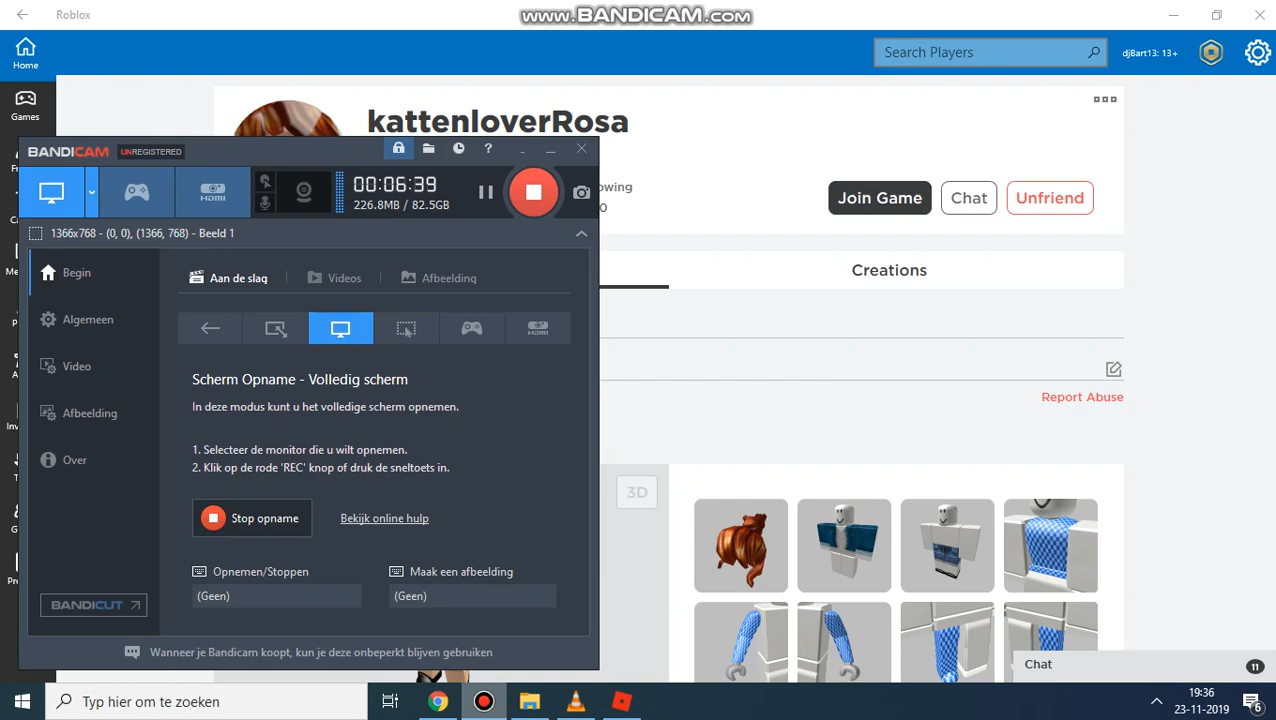 Roblox
www.BANDICAM.com
Home
Search Players
djBart13: 13+
Games
kattenloverRosa
owing
0
Join Game
Chat
Unfriend
BANDICAM UNREGISTERED
00:06:39
226.8MB / 82.5GB
HDMI
1366x768 - (0, 0), (1366, 768) - Beeld 1
Creations
Begin
Algemeen
Video
Afbeelding
Over
Aan de slag
Videos
Afbeelding
HDMI
Scherm Opname - Volledig scherm
In deze modus kunt u het volledige scherm opnemen.
1. Selecteer de monitor die u wilt opnemen.
2. Klik op de rode 'REC' knop of druk de sneltoets in.
Stop opname
Bekijk online hulp
Opnemen/Stoppen
Maak een afbeelding
(Geen)
(Geen)
BANDICUT
Wanneer je Bandicam koopt, kun je deze onbeperkt blijven gebruiken
Report Abuse
3D
Chat
11
Typ hier om te zoeken
19:36
23-11-2019
6